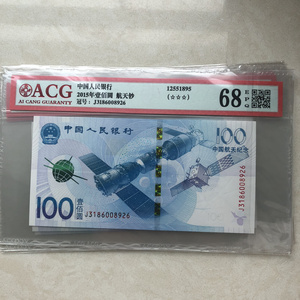 ACG
AI CANG GUARANTY
中国人民银行
2015年壹佰圆 航天钞
冠号：J3186008926
12551895
(☆☆☆)
68
EPG
中国人民银行
100
中国航天纪念
100
壹佰圆
J3186008926
J3186008926